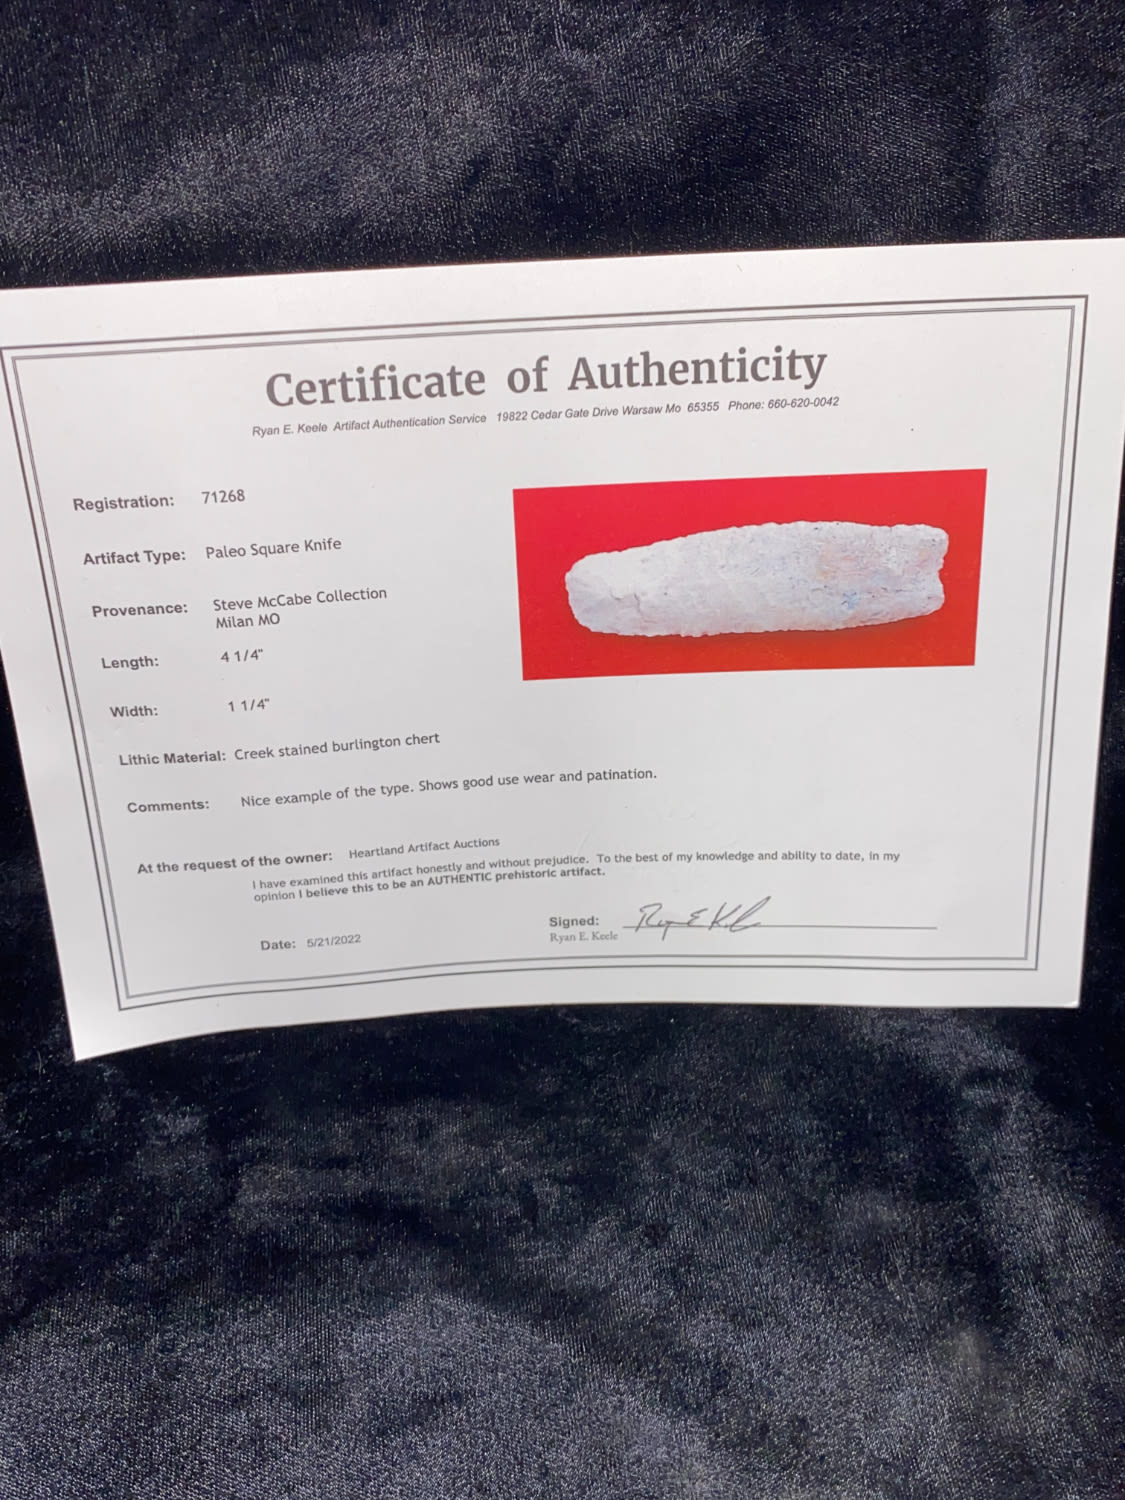 Certificate of Authenticity
Ryan E. Keele Artifact Authentication Service 19822 Cedar Gate Drive Warsaw Mo 65355 Phone: 660-620-0042
Registration: 71268
Artifact Type: Paleo Square Knife
Provenance: Steve McCabe Collection
Milan MO
Length: 4 1/4"
Width: 1 1/4"
Lithic Material: Creek stained burlington chert
Comments: Nice example of the type. Shows good use wear and patination.
At the request of the owner: Heartland Artifact Auctions
I have examined this artifact honestly and without prejudice. To the best of my knowledge and ability to date, in my
opinion I believe this to be an AUTHENTIC prehistoric artifact.
Date: 5/21/2022
Signed: Ryan E Keele
Ryan E. Keele